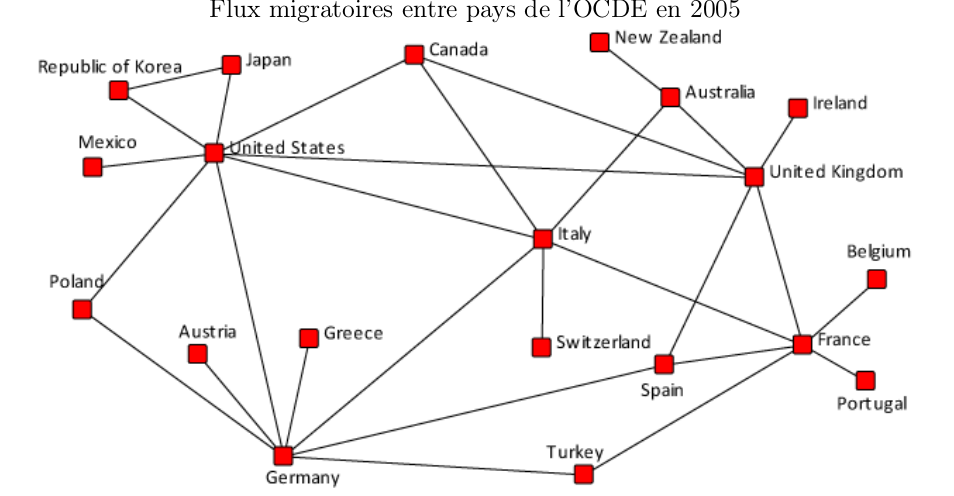 Flux migratoires entre pays de l'OCDE en 2005
New Zealand
Canada
Japan
Republic of Korea
Australia
Ireland
Mexico
United States
United Kingdom
Italy
Belgium
Poland
Austria
Greece
Switzerland
France
Spain
Portugal
Turkey
Germany